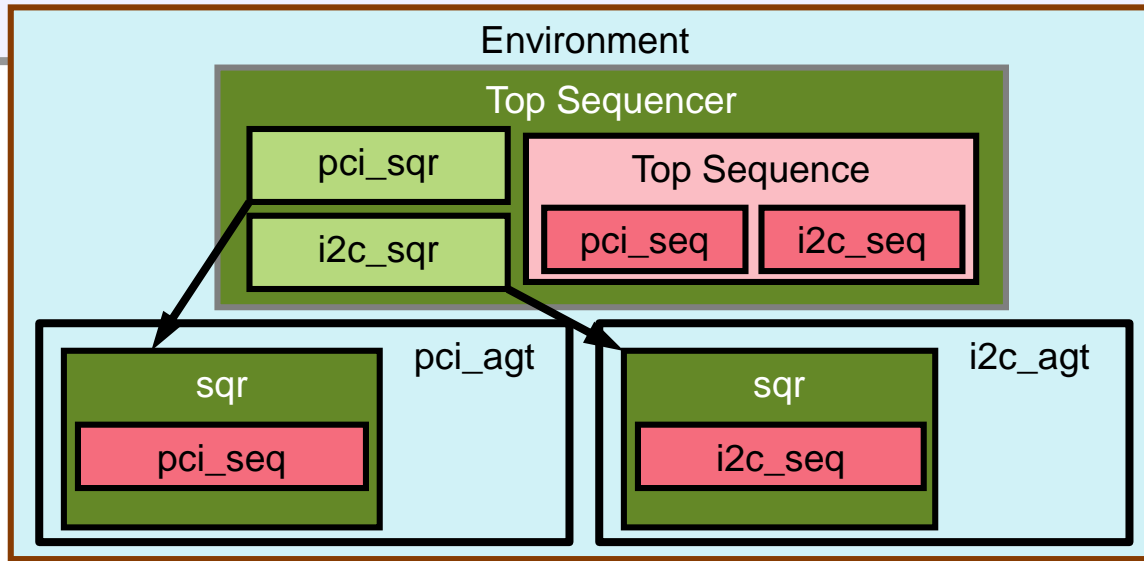 Environment
Top Sequencer
pci_sqr
Top Sequence
i2c_sqr
pci_seq
i2c_seq
pci_agt
sqr
pci_seq
i2c_agt
sqr
i2c_seq